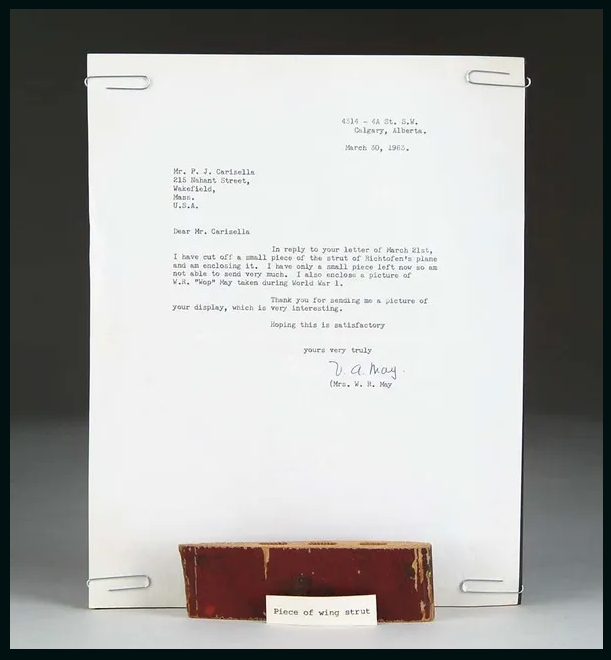 4314 - 4A St. S.W.
Calgary, Alberta.
March 30, 1963.
Mr. P. J. Carisella
215 Nahant Street,
Wakefield,
Mass.
U.S.A.
Dear Mr. Carisella
In reply to your letter of March 21st,
I have cut off a small piece of the strut of Richtofen's plane
and am enclosing it. I have only a small piece left now so am
not able to send very much. I also enclose a picture of
W.R. "Wop" May taken during World War 1.
Thank you for sending me a picture of
your display, which is very interesting.
Hoping this is satisfactory
yours very truly
V. A. May.
(Mrs. W. R. May
Piece of wing strut